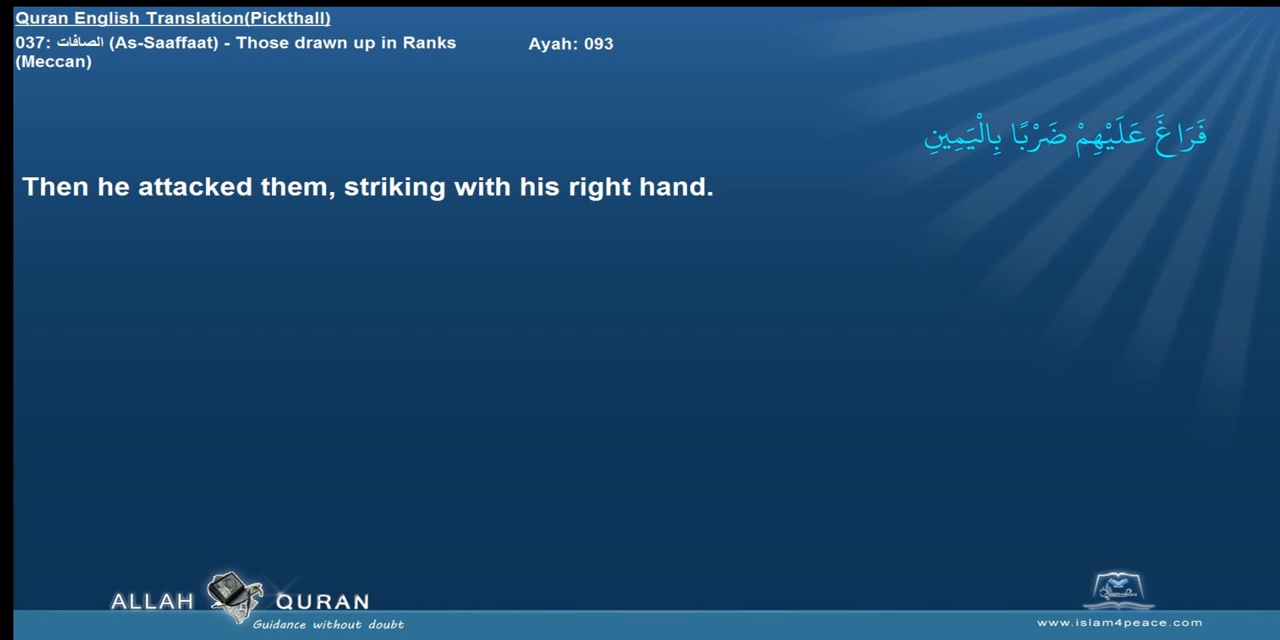 Quran English Translation(Pickthall)
037: الصافات (As-Saaffaat) - Those drawn up in Ranks (Meccan)
Ayah: 093
فَرَاغَ عَلَيْهِمْ ضَرْبًا بِالْيَمِينِ
Then he attacked them, striking with his right hand.
ALLAH QURAN
Guidance without doubt
www.islam4peace.com